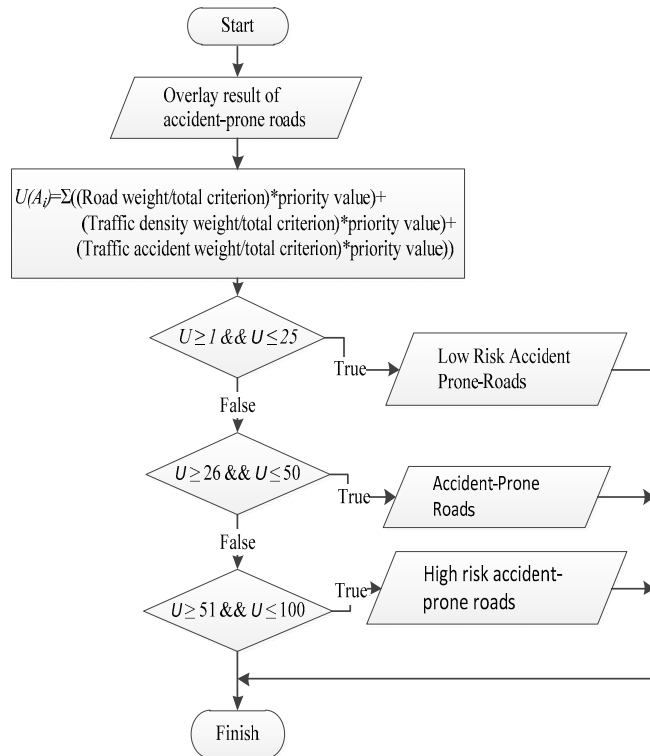 Start
Overlay result of
accident-prone roads
U(Ai)=Σ((Road weight/total criterion)*priority value)+
(Traffic density weight/total criterion)*priority value)+
(Traffic accident weight/total criterion)*priority value))
U ≥ 1 && U ≤ 25
True
Low Risk Accident
Prone-Roads
False
U ≥ 26 && U ≤ 50
True
Accident-Prone
Roads
False
U ≥ 51 && U ≤ 100
True
High risk accident-
prone roads
Finish